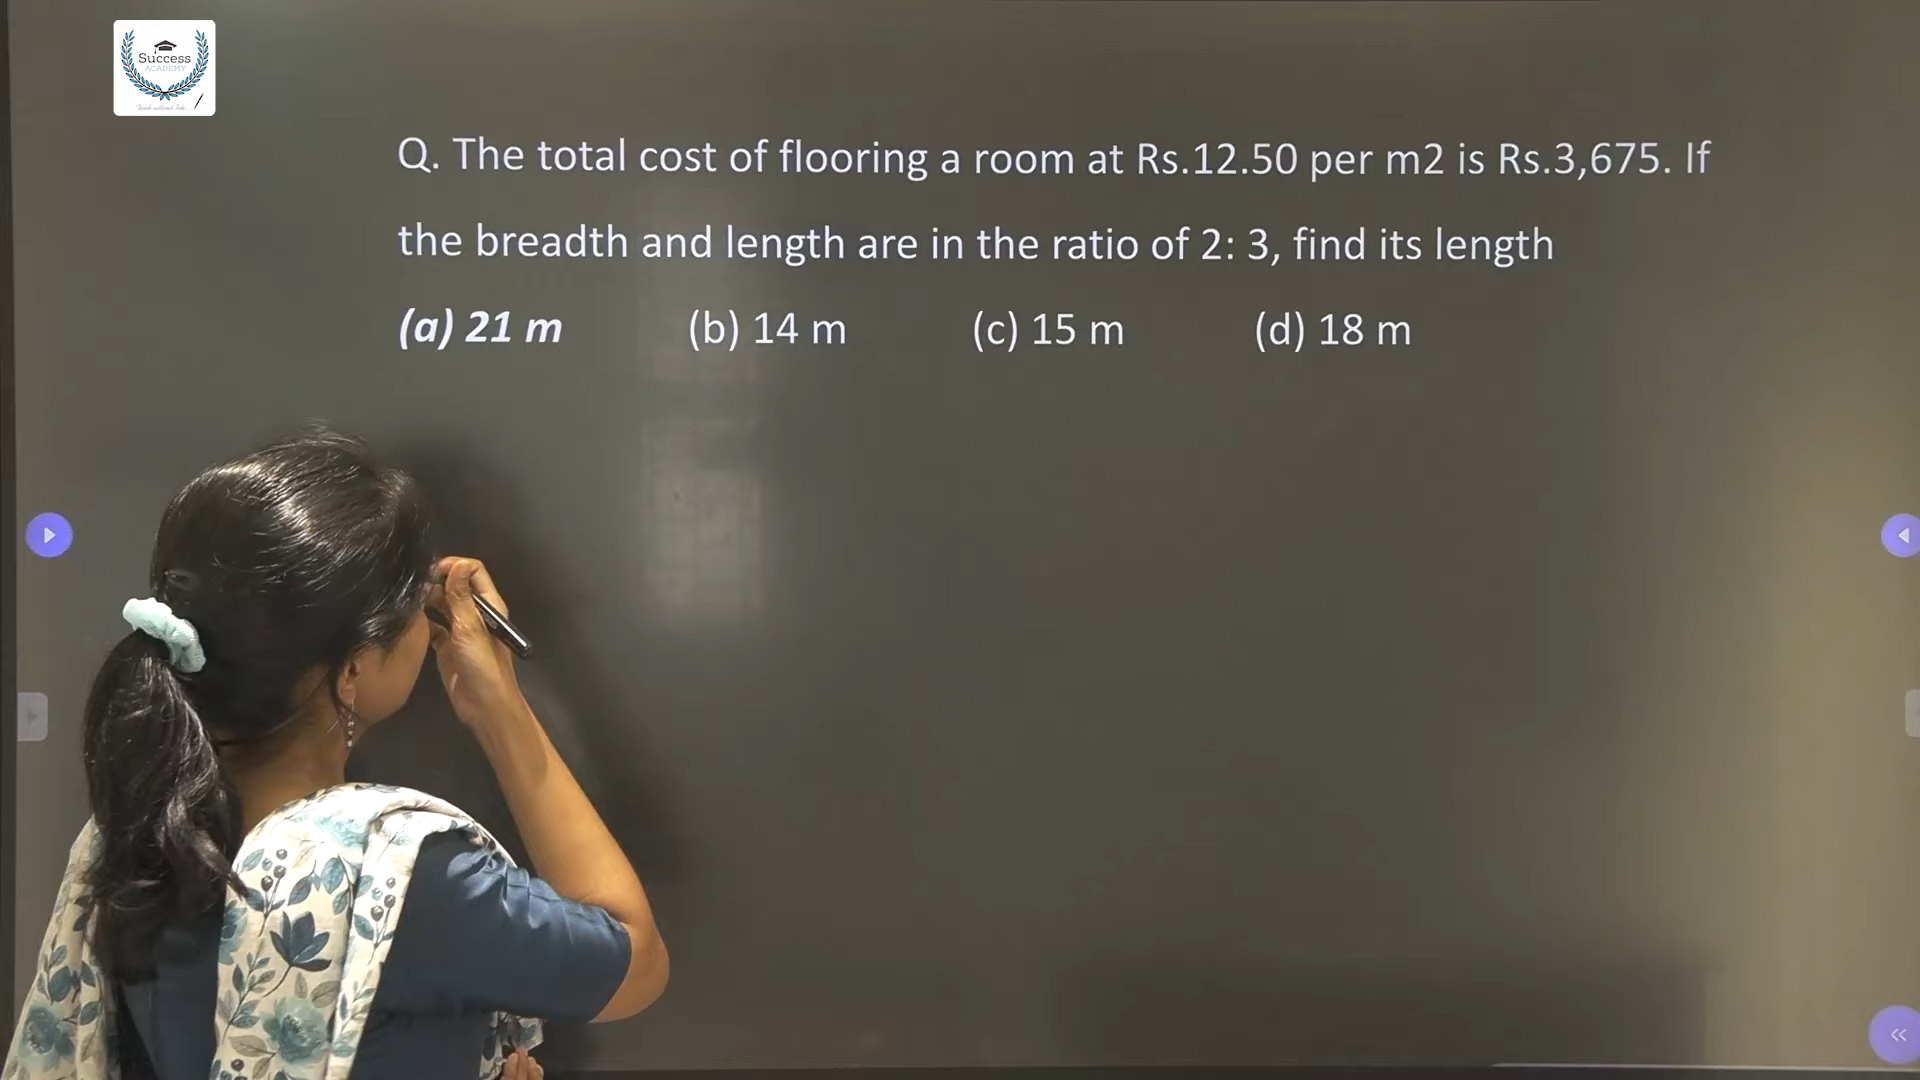 Success
ACADEMY
Q. The total cost of flooring a room at Rs.12.50 per m2 is Rs.3,675. If
the breadth and length are in the ratio of 2: 3, find its length
(a) 21 m (b) 14 m (c) 15 m (d) 18 m